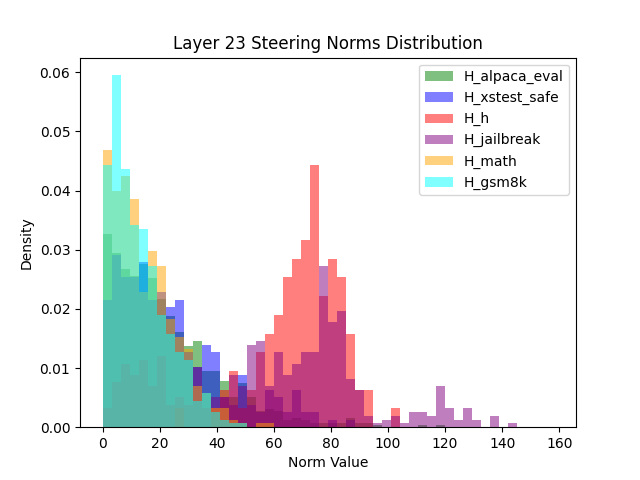 Layer 23 Steering Norms Distribution
H_alpaca_eval
H_xstest_safe
H_h
H_jailbreak
H_math
H_gsm8k
0.06
0.05
0.04
0.03
0.02
0.01
0.00
Density
0 20 40 60 80 100 120 140 160
Norm Value